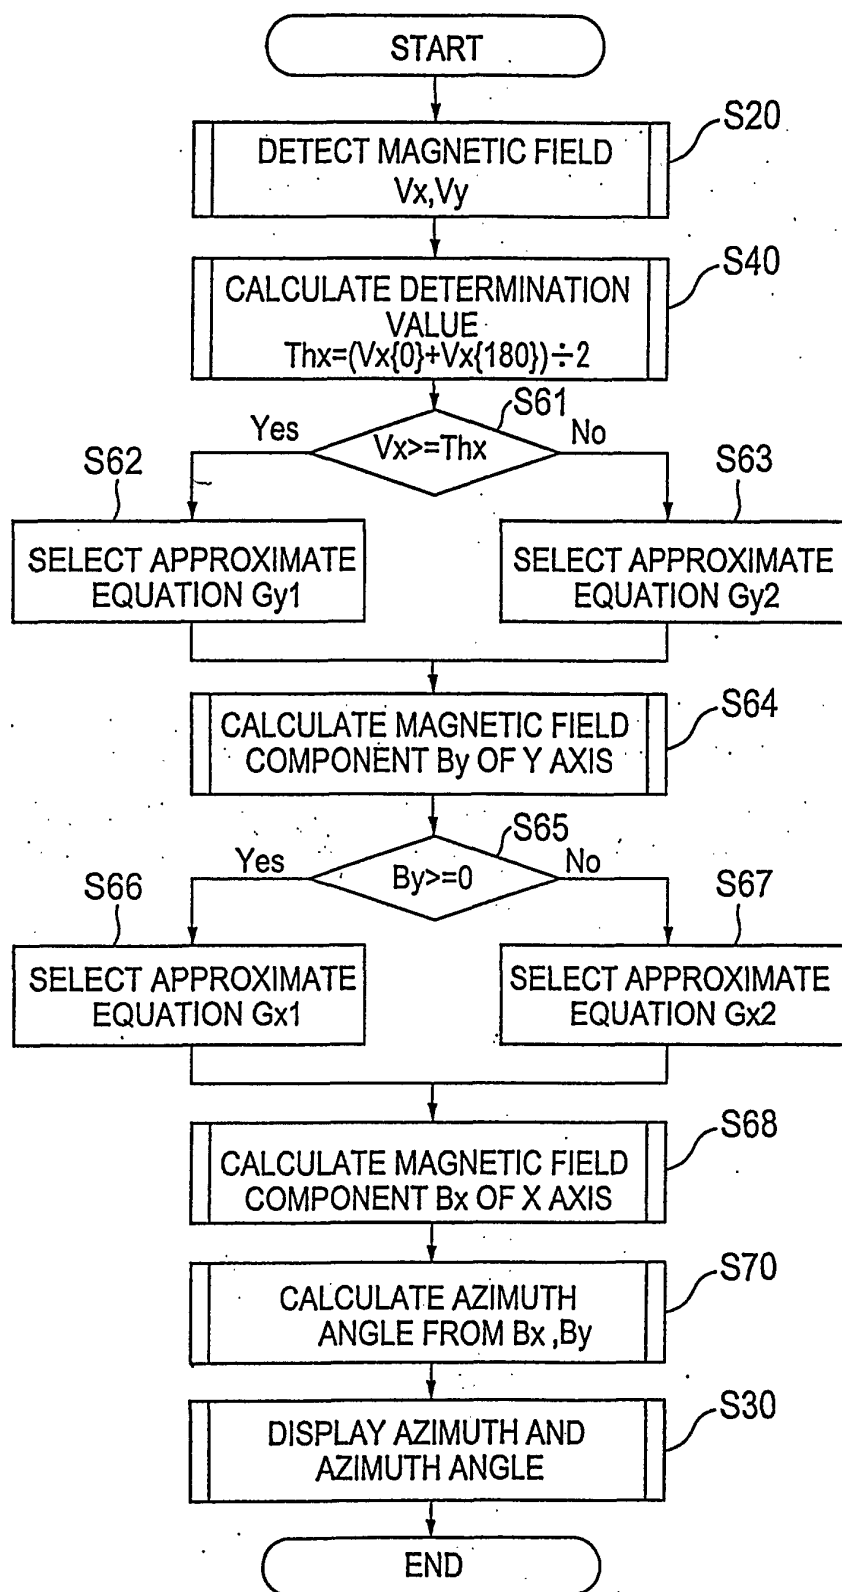 START
S20
DETECT MAGNETIC FIELD
Vx,Vy
S40
CALCULATE DETERMINATION
VALUE
Thx=(Vx{0}+Vx{180})÷2
S61
Yes
Vx>=Thx
No
S62
S63
SELECT APPROXIMATE
EQUATION Gy1
SELECT APPROXIMATE
EQUATION Gy2
S64
CALCULATE MAGNETIC FIELD
COMPONENT By OF Y AXIS
S65
Yes
By>=0
No
S66
S67
SELECT APPROXIMATE
EQUATION Gx1
SELECT APPROXIMATE
EQUATION Gx2
S68
CALCULATE MAGNETIC FIELD
COMPONENT Bx OF X AXIS
S70
CALCULATE AZIMUTH
ANGLE FROM Bx ,By
S30
DISPLAY AZIMUTH AND
AZIMUTH ANGLE
END